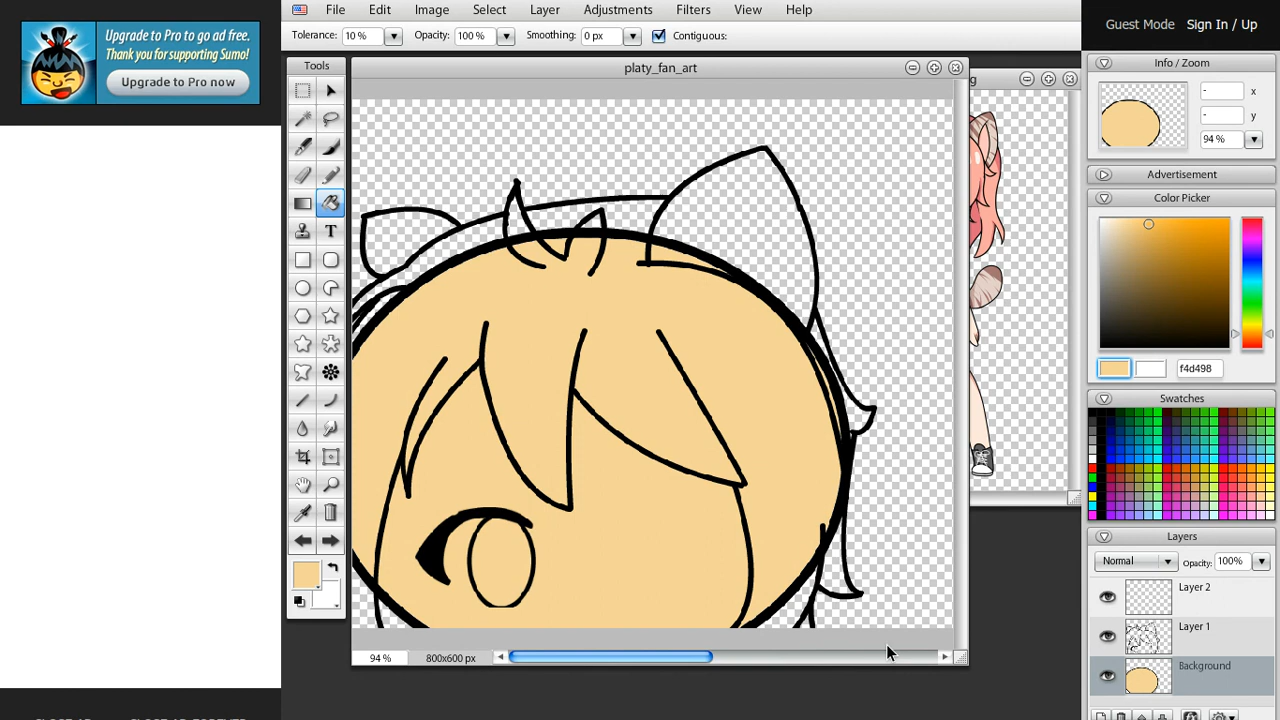 Upgrade to Pro to go ad free.
Thank you for supporting Sumo!
Upgrade to Pro now
File Edit Image Select Layer Adjustments Filters View Help
Guest Mode Sign In / Up
Tolerance: 10 % Opacity: 100 % Smoothing: 0 px Contiguous:
Tools
platy_fan_art
g
Info / Zoom
- x
- y
94 %
Advertisement
Color Picker
f4d498
Swatches
Layers
Normal Opacity: 100%
Layer 2
Layer 1
Background
T
94 % 800x600 px